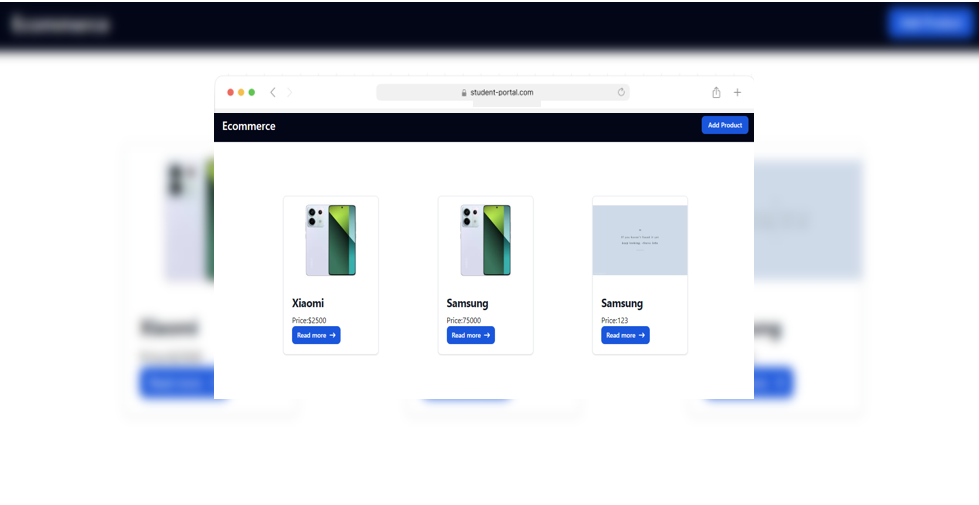 student-portal.com
Ecommerce
Add Product
Xiaomi
Price:$2500
Read more →
Samsung
Price:75000
Read more →
Samsung
Price:123
Read more →